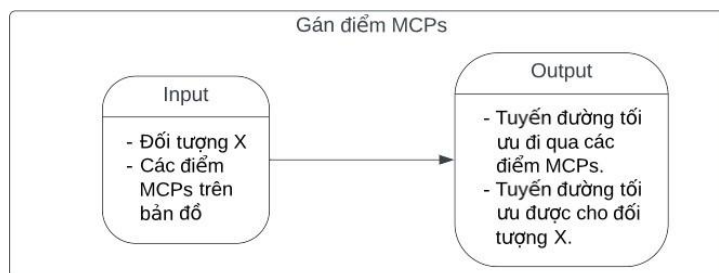 Gán điểm MCPs
Input
- Đối tượng X
- Các điểm
MCPs trên
bản đồ
Output
- Tuyến đường tối
ưu đi qua các
điểm MCPs.
- Tuyến đường tối
ưu được cho đối
tượng X.